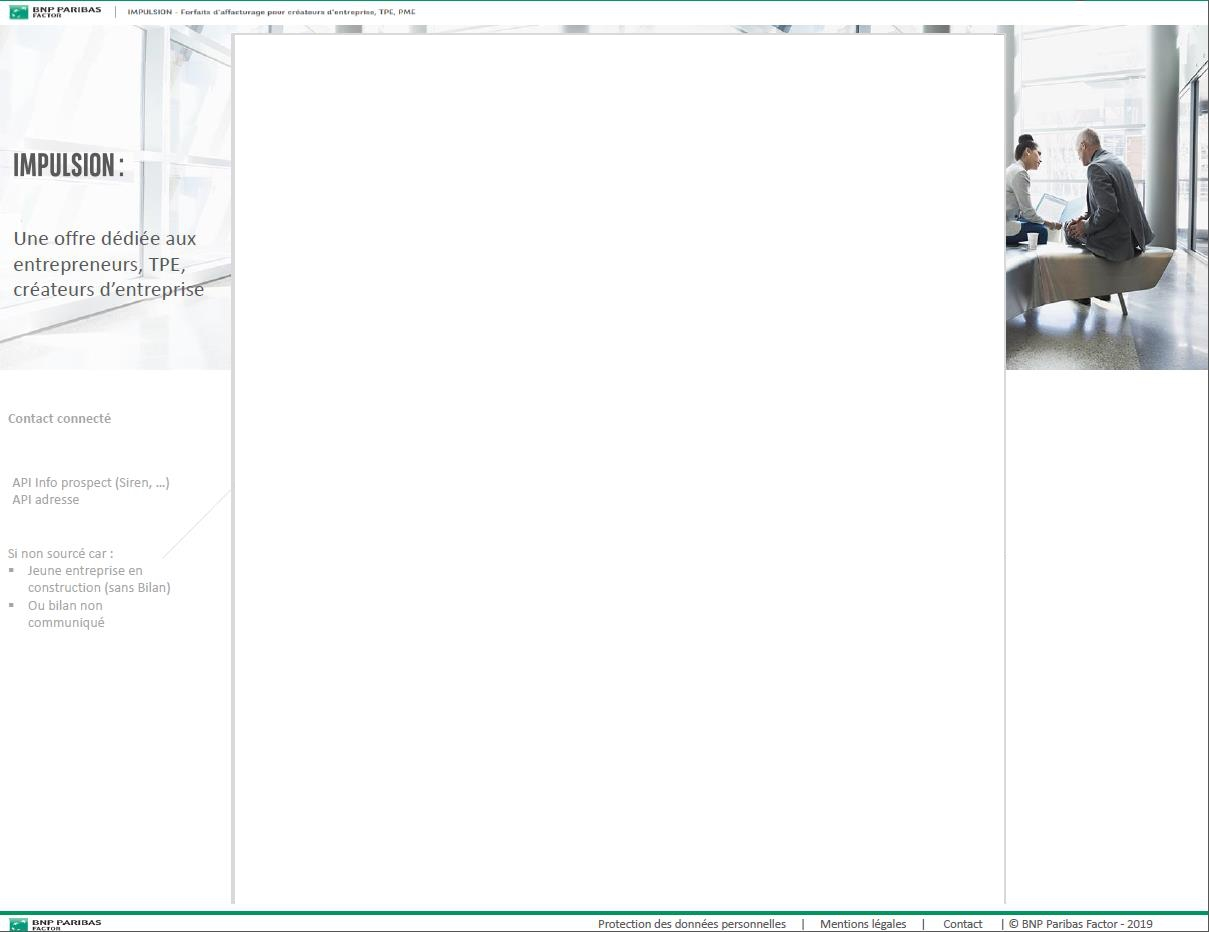 BNP PARIBAS
FACTOR
IMPULSION - Forfaits d'affacturage pour créateurs d'entreprise, TPE, PME
IMPULSION :
Une offre dédiée aux
entrepreneurs, TPE,
créateurs d’entreprise
Contact connecté
API Info prospect (Siren, …)
API adresse
Si non sourcé car :
▪ Jeune entreprise en
construction (sans Bilan)
▪ Ou bilan non
communiqué
BNP PARIBAS
FACTOR
Protection des données personnelles | Mentions légales | Contact | © BNP Paribas Factor - 2019